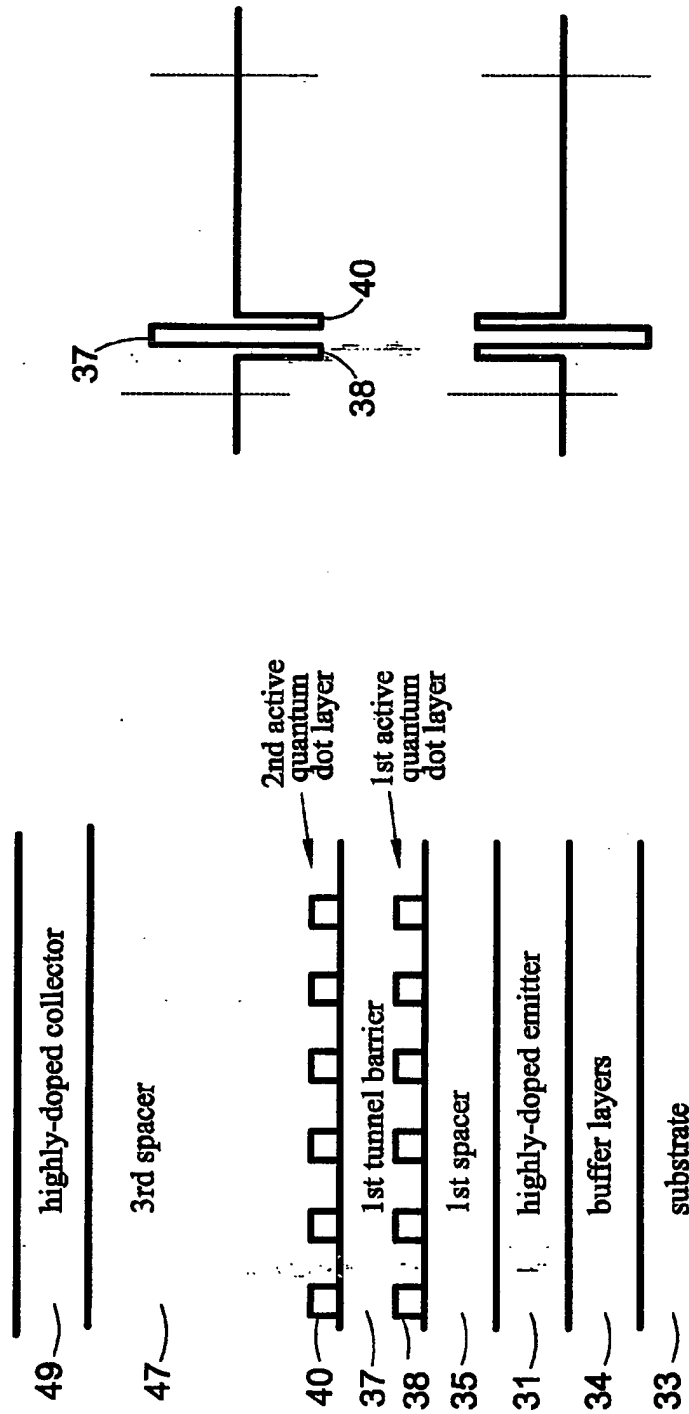 49
highly-doped collector
47
3rd spacer
2nd active
quantum
dot layer
40
37
1st tunnel barrier
1st active
quantum
dot layer
38
35
1st spacer
31
highly-doped emitter
34
buffer layers
33
substrate
37
40
38